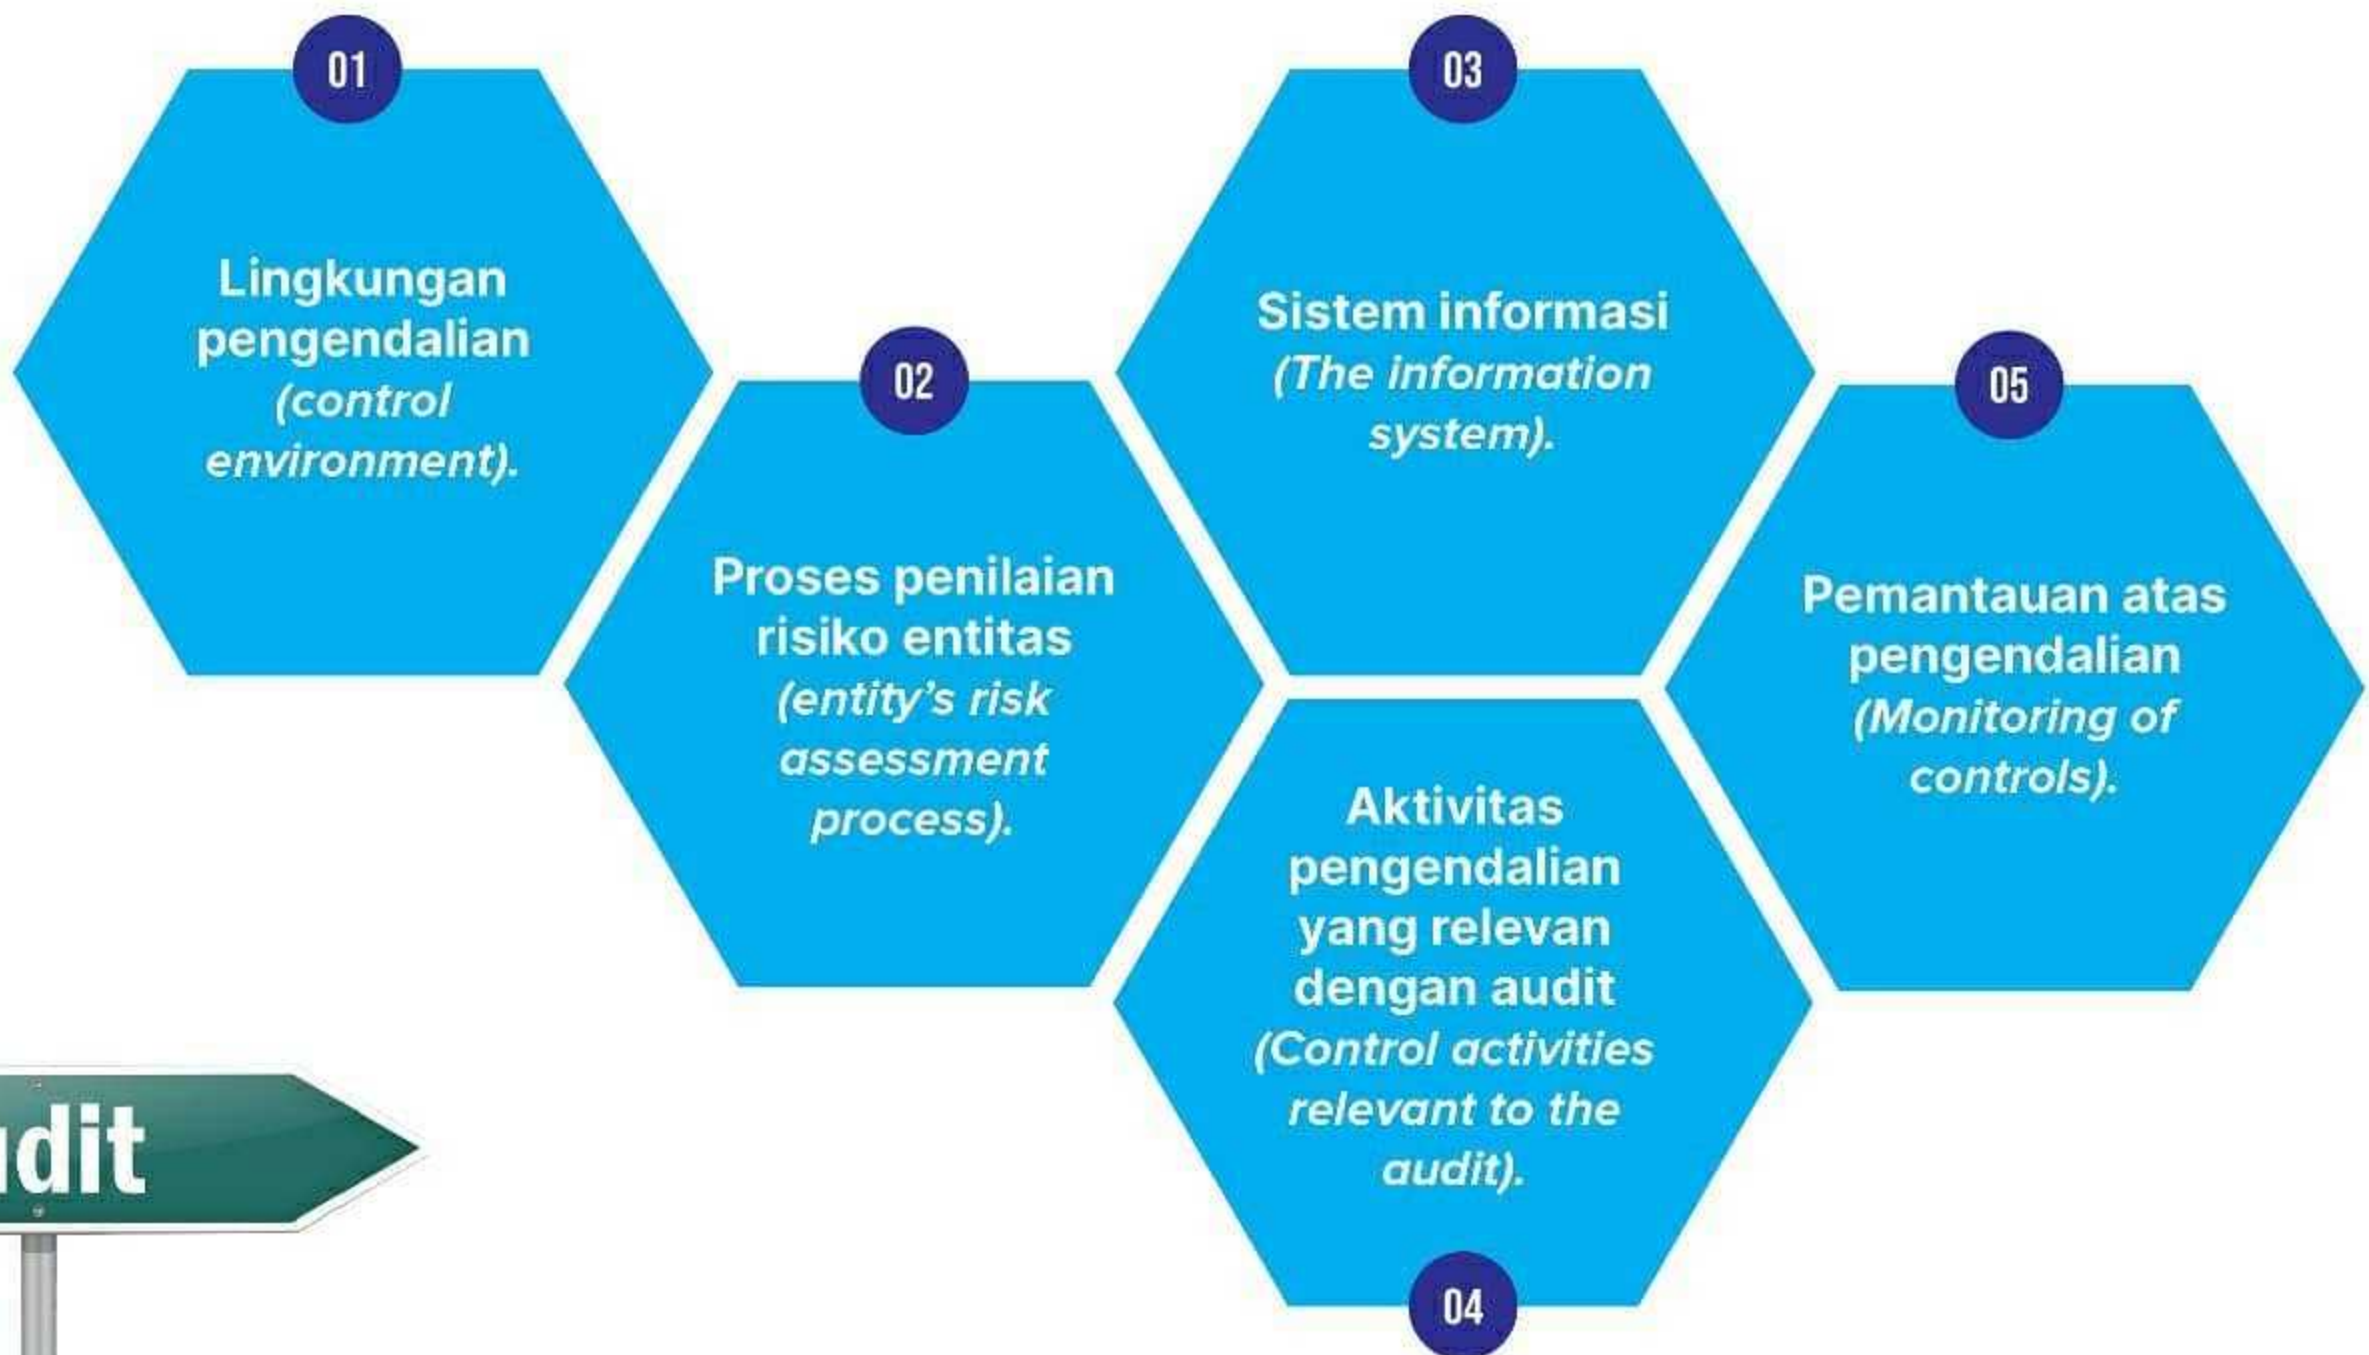 01
Lingkungan
pengendalian
(control
environment).
02
Proses penilaian
risiko entitas
(entity's risk
assessment
process).
03
Sistem informasi
(The information
system).
Aktivitas
pengendalian
yang relevan
dengan audit
(Control activities
relevant to the
audit).
04
05
Pemantauan atas
pengendalian
(Monitoring of
controls).
dit